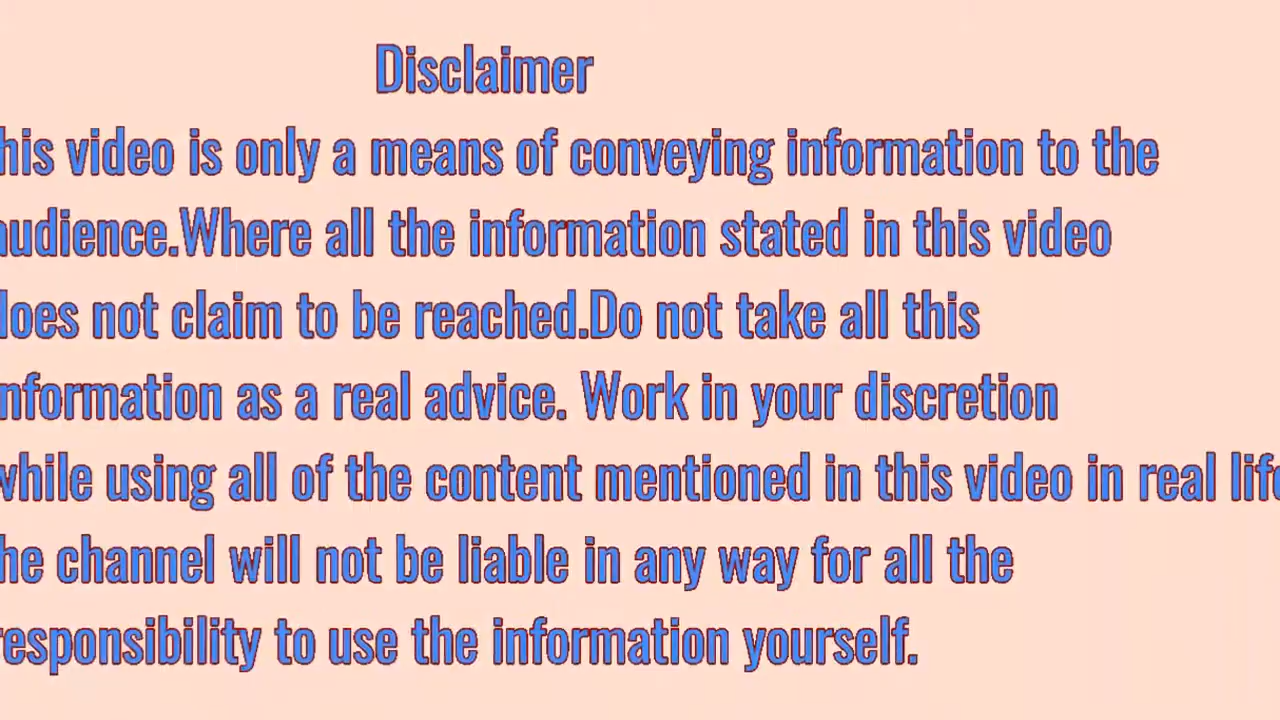 Disclaimer
his video is only a means of conveying information to the
audience.Where all the information stated in this video
does not claim to be reached.Do not take all this
information as a real advice. Work in your discretion
while using all of the content mentioned in this video in real life
he channel will not be liable in any way for all the
responsibility to use the information yourself.